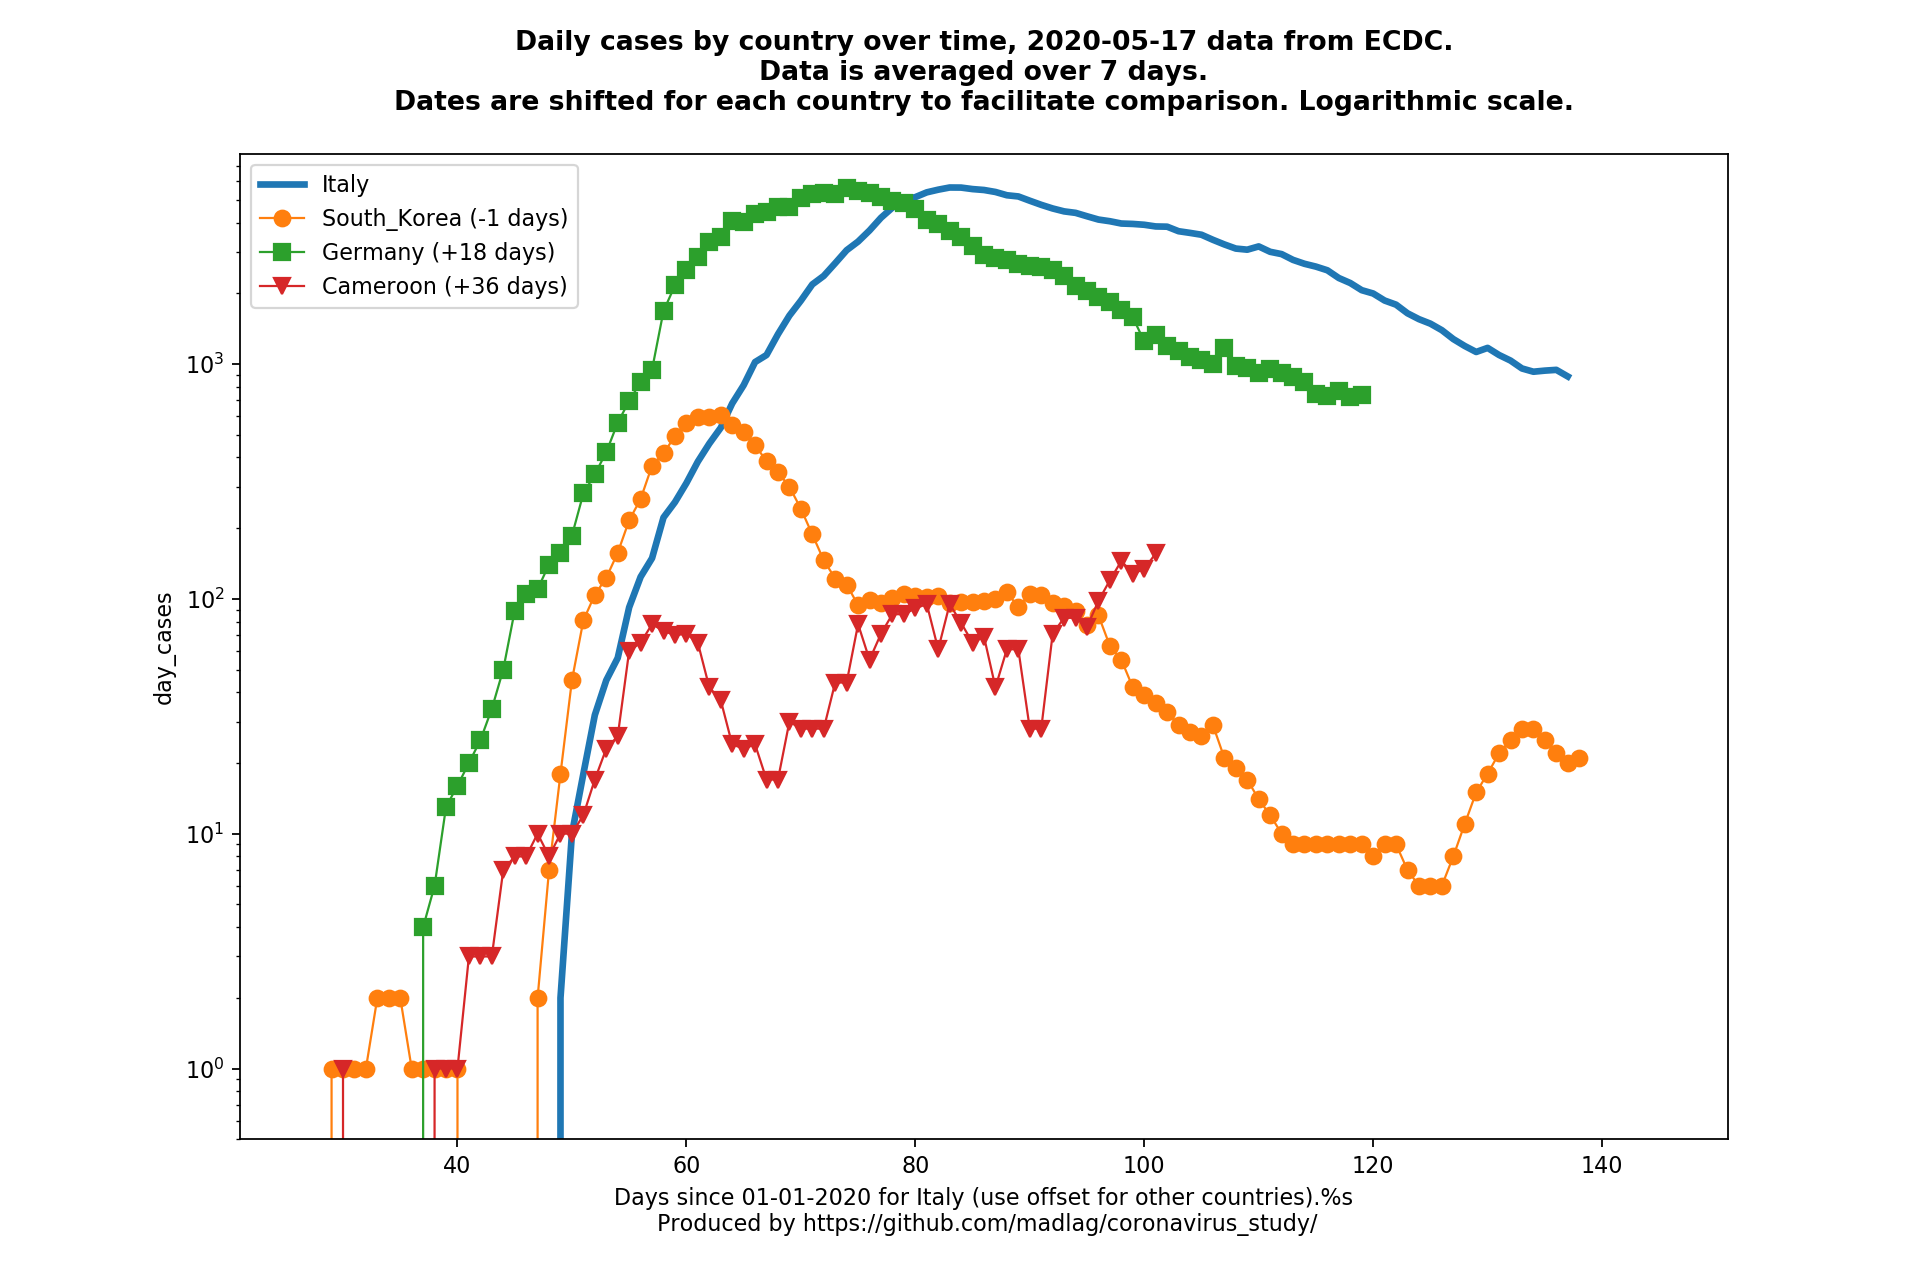 Daily cases by country over time, 2020-05-17 data from ECDC.
Data is averaged over 7 days.
Dates are shifted for each country to facilitate comparison. Logarithmic scale.
Italy
South_Korea (-1 days)
Germany (+18 days)
Cameroon (+36 days)
10³
10²
10¹
10⁰
day_cases
40 60 80 100 120 140
Days since 01-01-2020 for Italy (use offset for other countries).%s
Produced by https://github.com/madlag/coronavirus_study/